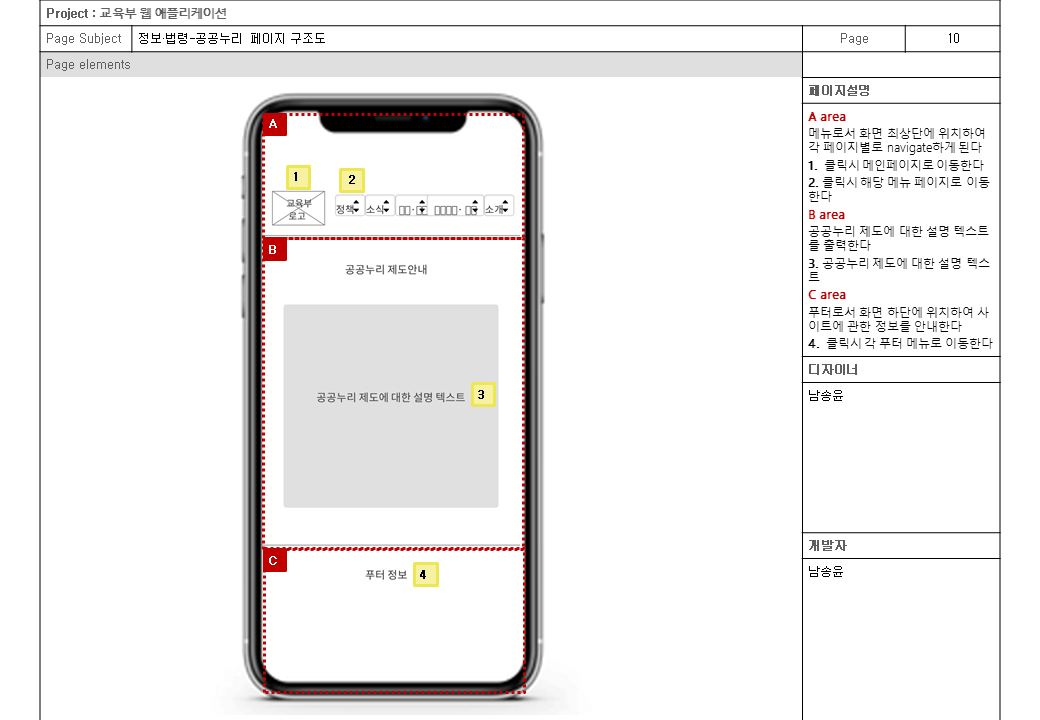 Project : 교육부 웹 애플리케이션
Page Subject
정보·법령-공공누리 페이지 구조도
Page
10
Page elements
A
1
2
교육부
로고
정책
소식
□□·□
□□□□·□□
소개
B
공공누리 제도안내
공공누리 제도에 대한 설명 텍스트
3
C
푸터 정보
4
페이지설명
A area
메뉴로서 화면 최상단에 위치하여
각 페이지별로 navigate하게 된다
1. 클릭시 메인페이지로 이동한다
2. 클릭시 해당 메뉴 페이지로 이동
한다
B area
공공누리 제도에 대한 설명 텍스트
를 출력한다
3. 공공누리 제도에 대한 설명 텍스
트
C area
푸터로서 화면 하단에 위치하여 사
이트에 관한 정보를 안내한다
4. 클릭시 각 푸터 메뉴로 이동한다
디자이너
남송윤
개발자
남송윤